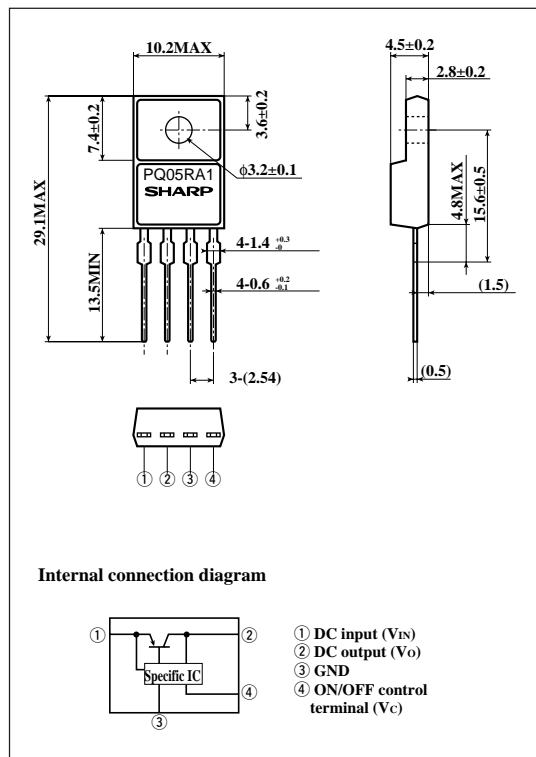 10.2MAX
4.5±0.2
2.8±0.2
7.4±0.2
3.6±0.2
29.1MAX
PQ05RA1
SHARP
ϕ3.2±0.1
4.8MAX
15.6±0.5
13.5MIN
4-1.4 +0.3 -0
4-0.6 +0.2 -0.1
(1.5)
3-(2.54)
(0.5)
① ② ③ ④
Internal connection diagram
① ②
Specific IC
④
③
① DC input (VIN)
② DC output (VO)
③ GND
④ ON/OFF control
terminal (VC)